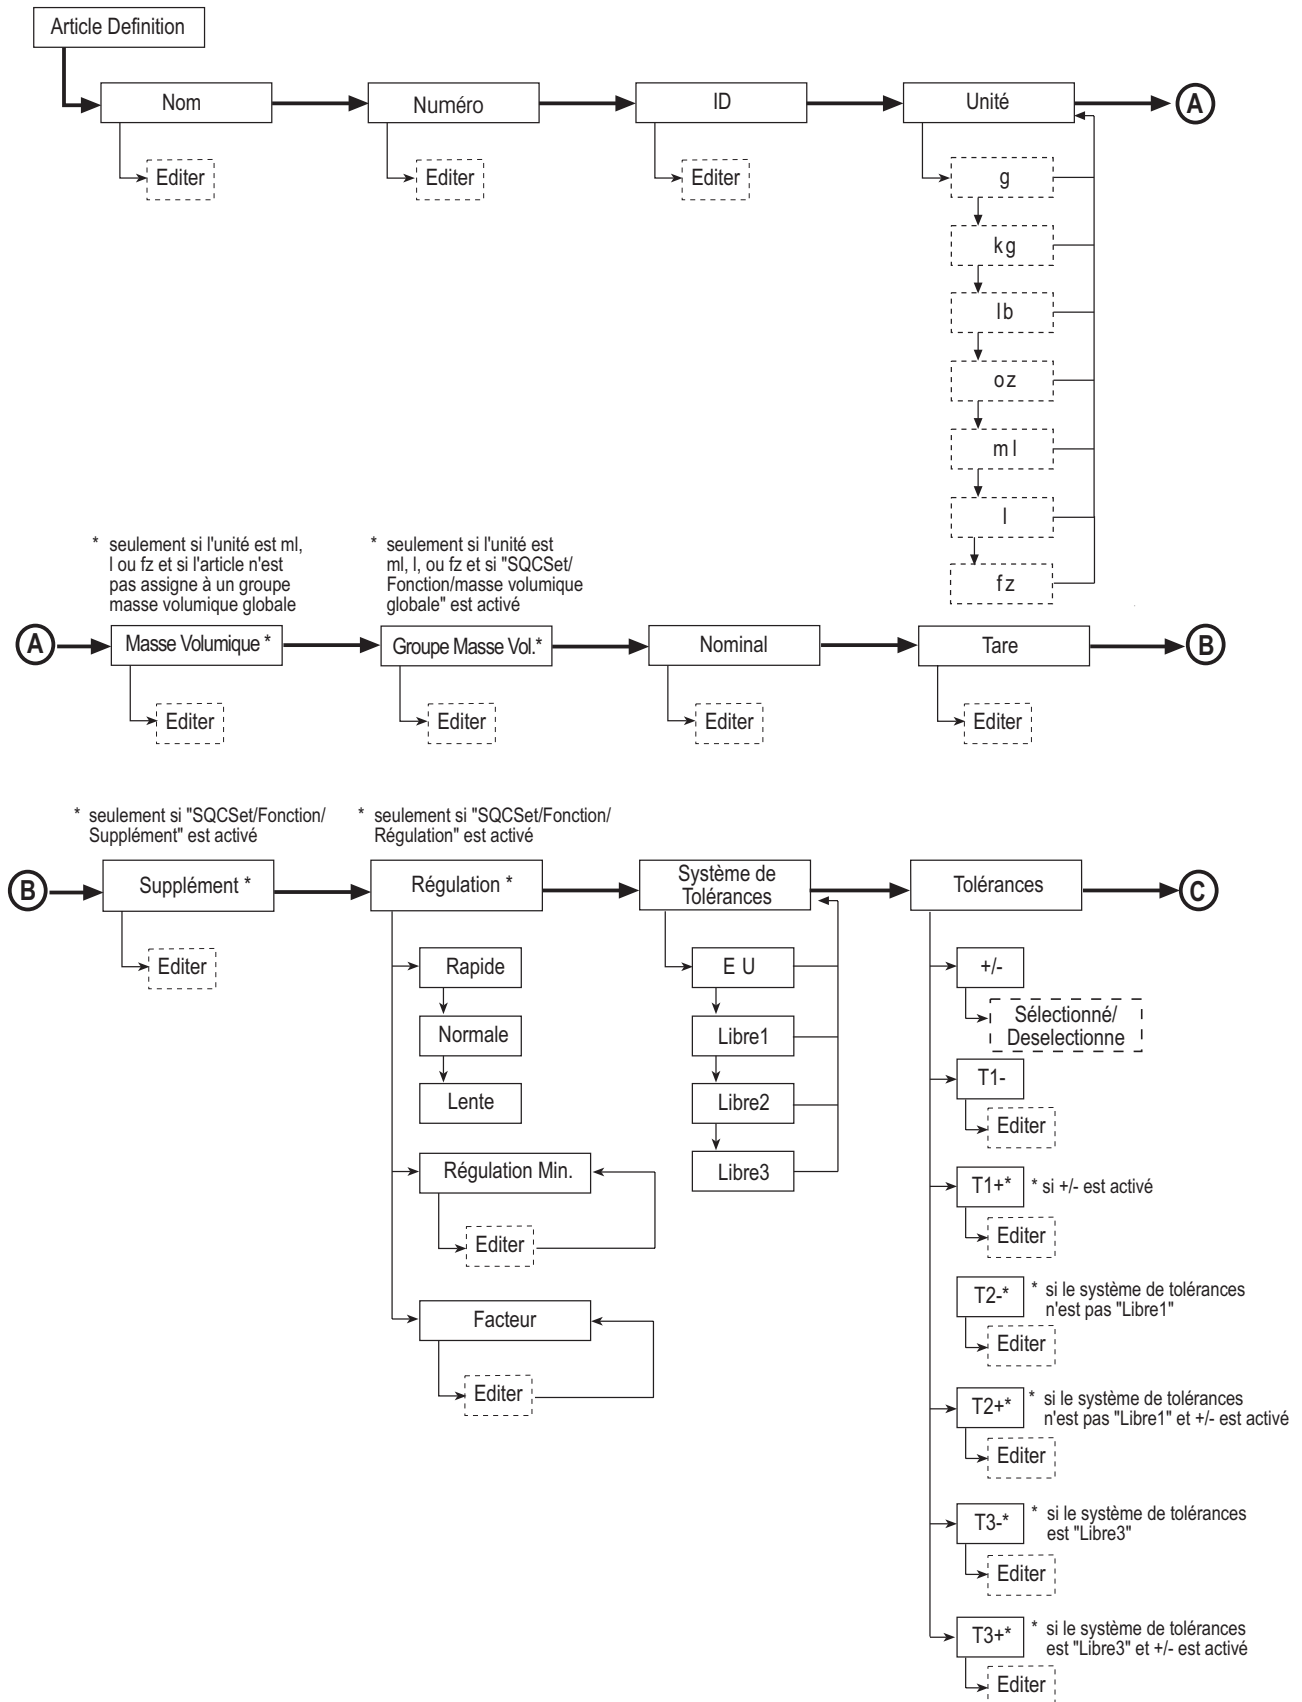 Article Definition
Nom
Numéro
ID
Unité
A
Editer
Editer
Editer
g
kg
lb
oz
ml
l
fz
* seulement si l'unité est ml,
l ou fz et si l'article n'est
pas assigne à un groupe
masse volumique globale
* seulement si l'unité est
ml, l, ou fz et si "SQCSet/
Fonction/masse volumique
globale" est activé
A
Masse Volumique *
Groupe Masse Vol.*
Nominal
Tare
B
Editer
Editer
Editer
Editer
* seulement si "SQCSet/Fonction/
Supplément" est activé
* seulement si "SQCSet/Fonction/
Régulation" est activé
B
Supplément *
Régulation *
Système de
Tolérances
Tolérances
C
Editer
Rapide
Normale
Lente
Régulation Min.
Editer
Facteur
Editer
E U
Libre1
Libre2
Libre3
+/-
Sélectionné/
Deselectionne
T1-
Editer
T1+* * si +/- est activé
Editer
T2-* * si le système de tolérances
n'est pas "Libre1"
Editer
T2+* * si le système de tolérances
n'est pas "Libre1" et +/- est activé
Editer
T3-* * si le système de tolérances
est "Libre3"
Editer
T3+* * si le système de tolérances
est "Libre3" et +/- est activé
Editer